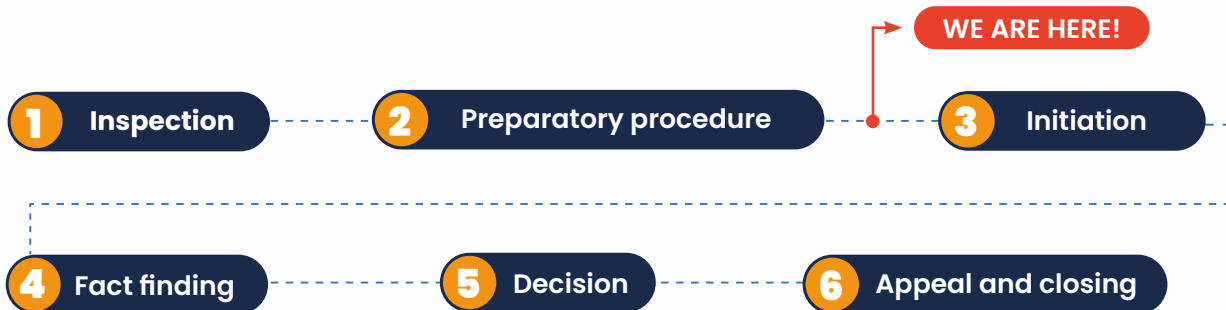 WE ARE HERE!
1 Inspection
2 Preparatory procedure
3 Initiation
4 Fact finding
5 Decision
6 Appeal and closing